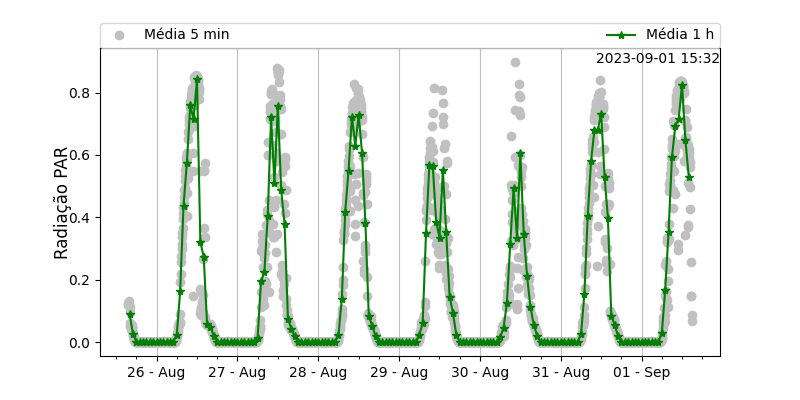 Média 5 min
Média 1 h
2023-09-01 15:32
Radiação PAR
0.8
0.6
0.4
0.2
0.0
26 - Aug
27 - Aug
28 - Aug
29 - Aug
30 - Aug
31 - Aug
01 - Sep